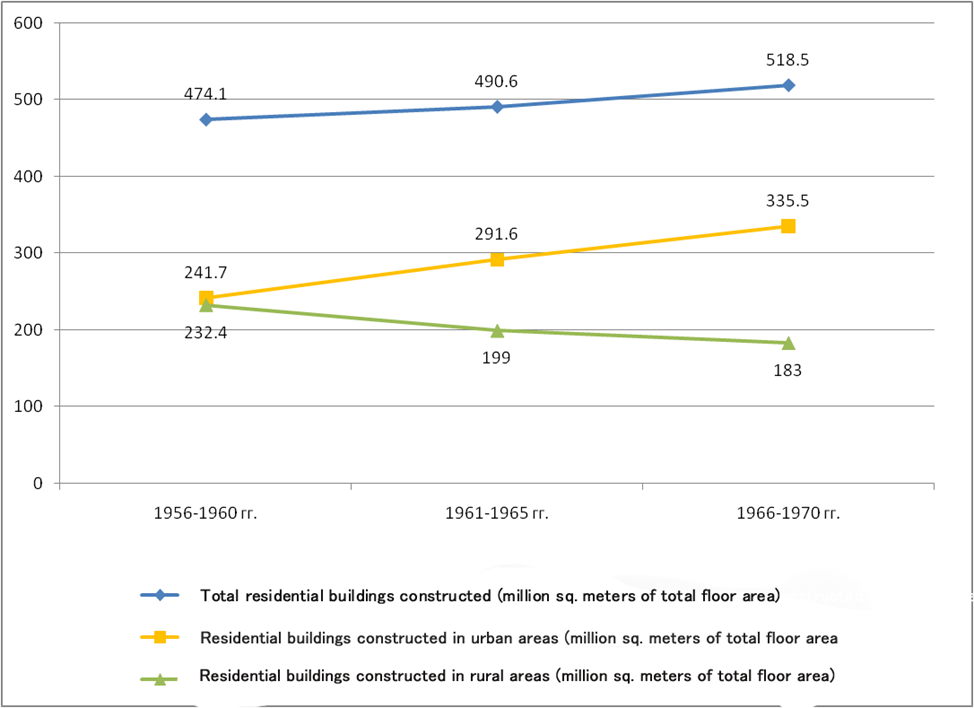 600
518.5
474.1
490.6
500
400
335.5
291.6
300
241.7
232.4
200
199
183
100
0
1956-1960 гг.
1961-1965 гг.
1966-1970 гг.
Total residential buildings constructed (million sq. meters of total floor area)
Residential buildings constructed in urban areas (million sq. meters of total floor area
Residential buildings constructed in rural areas (million sq. meters of total floor area)